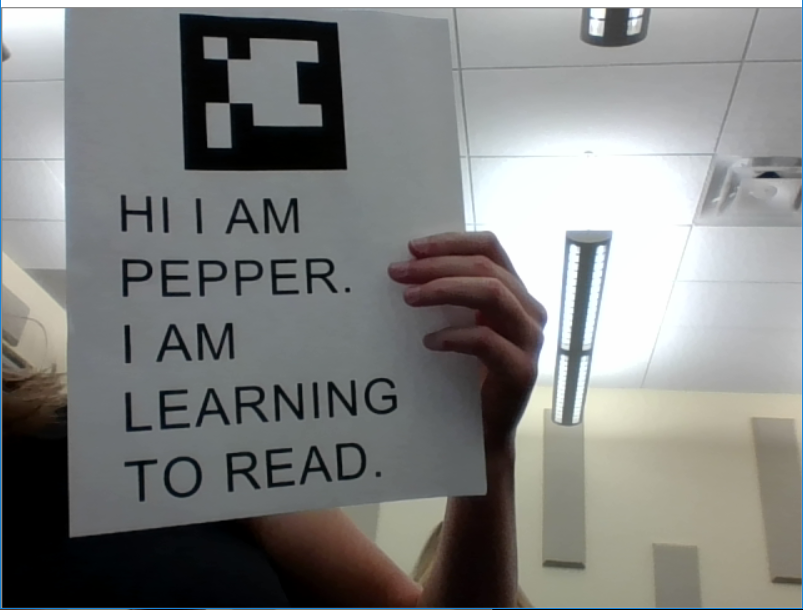 HI I AM
PEPPER.
I AM
LEARNING
TO READ.